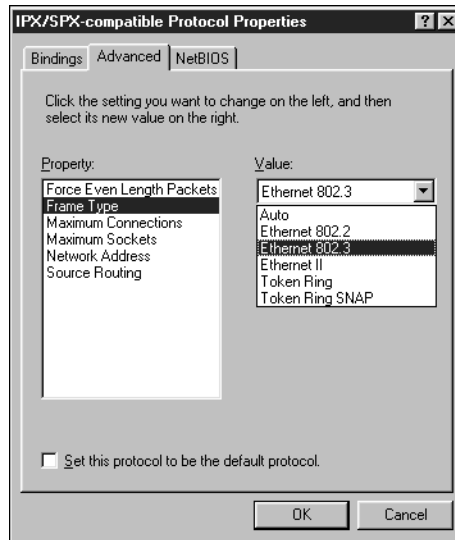 IPX/SPX-compatible Protocol Properties
Bindings Advanced NetBIOS
Click the setting you want to change on the left, and then
select its new value on the right.
Property:
Force Even Length Packets
Frame Type
Maximum Connections
Maximum Sockets
Network Address
Source Routing
Value:
Ethernet 802.3
Auto
Ethernet 802.2
Ethernet 802.3
Ethernet II
Token Ring
Token Ring SNAP
Set this protocol to be the default protocol.
OK Cancel